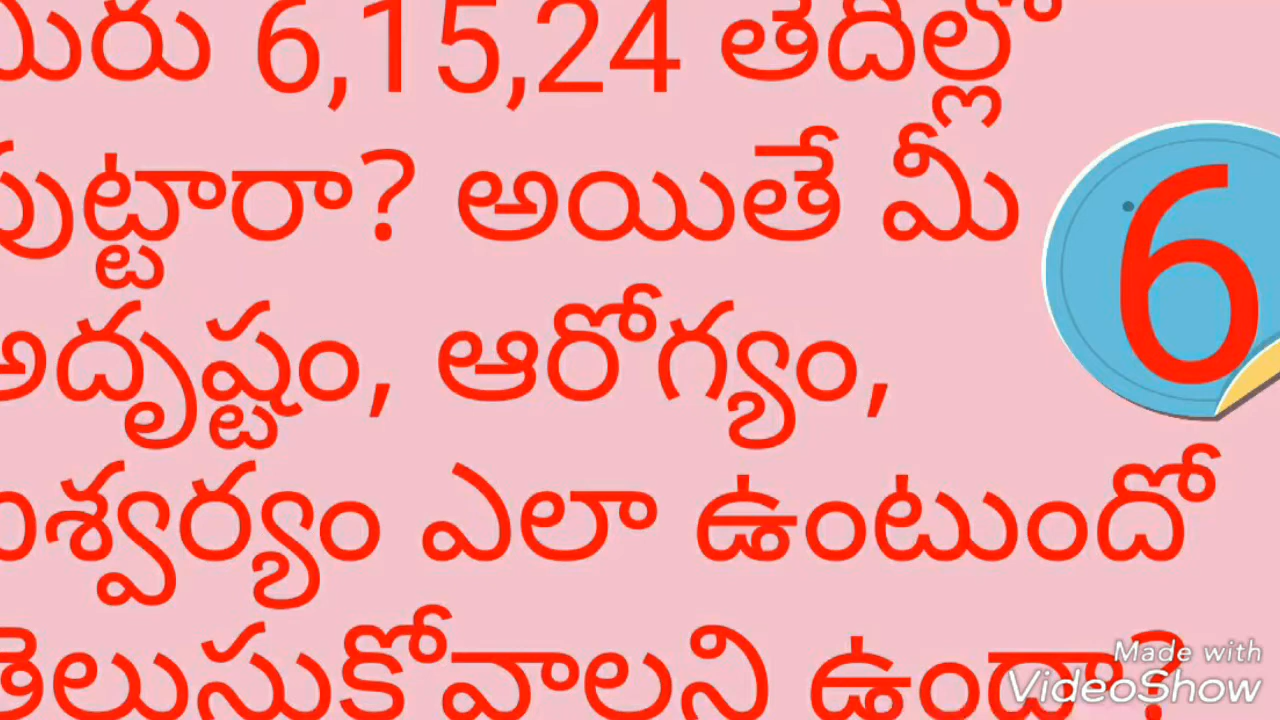 మీరు 6,15,24 తేదీల్లో
పుట్టారా? అయితే మీ
6
అదృష్టం, ఆరోగ్యం,
ఐశ్వర్యం ఎలా ఉంటుందో
తెలుసుకోవాలని ఉందా?
Made with
VideoShow